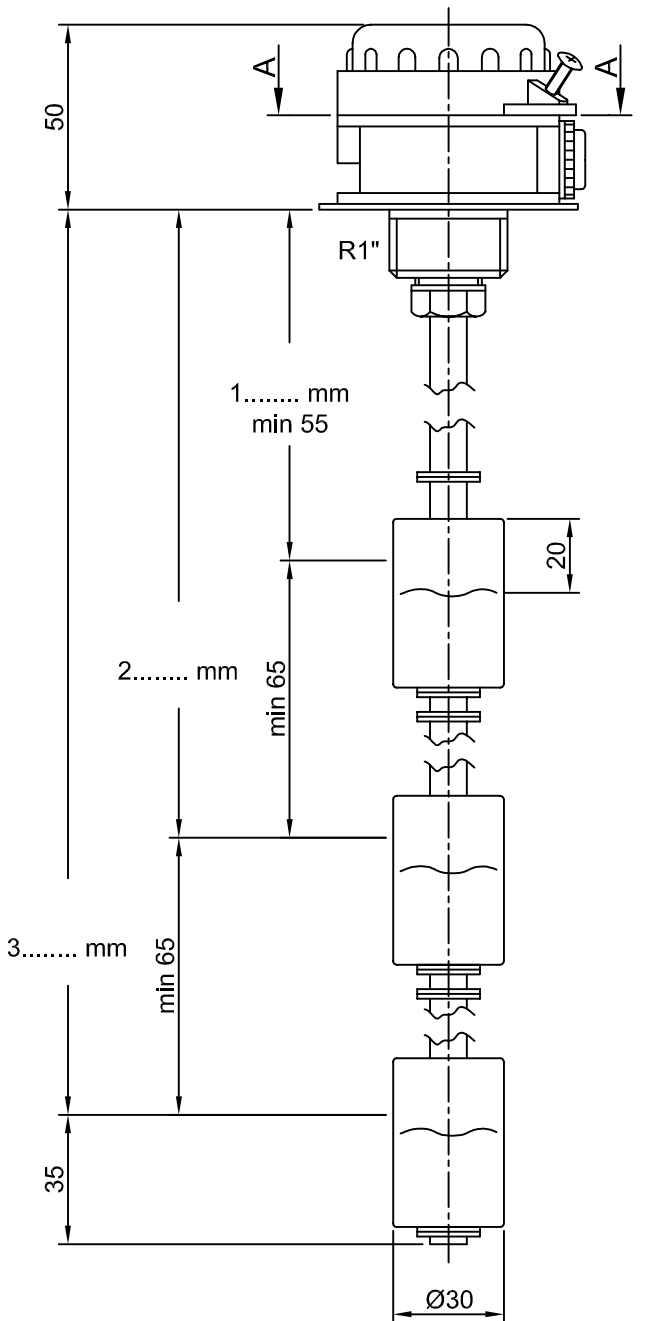 A
A
50
R1"
1........ mm
min 55
20
2........ mm
min 65
3........ mm
min 65
35
Ø30